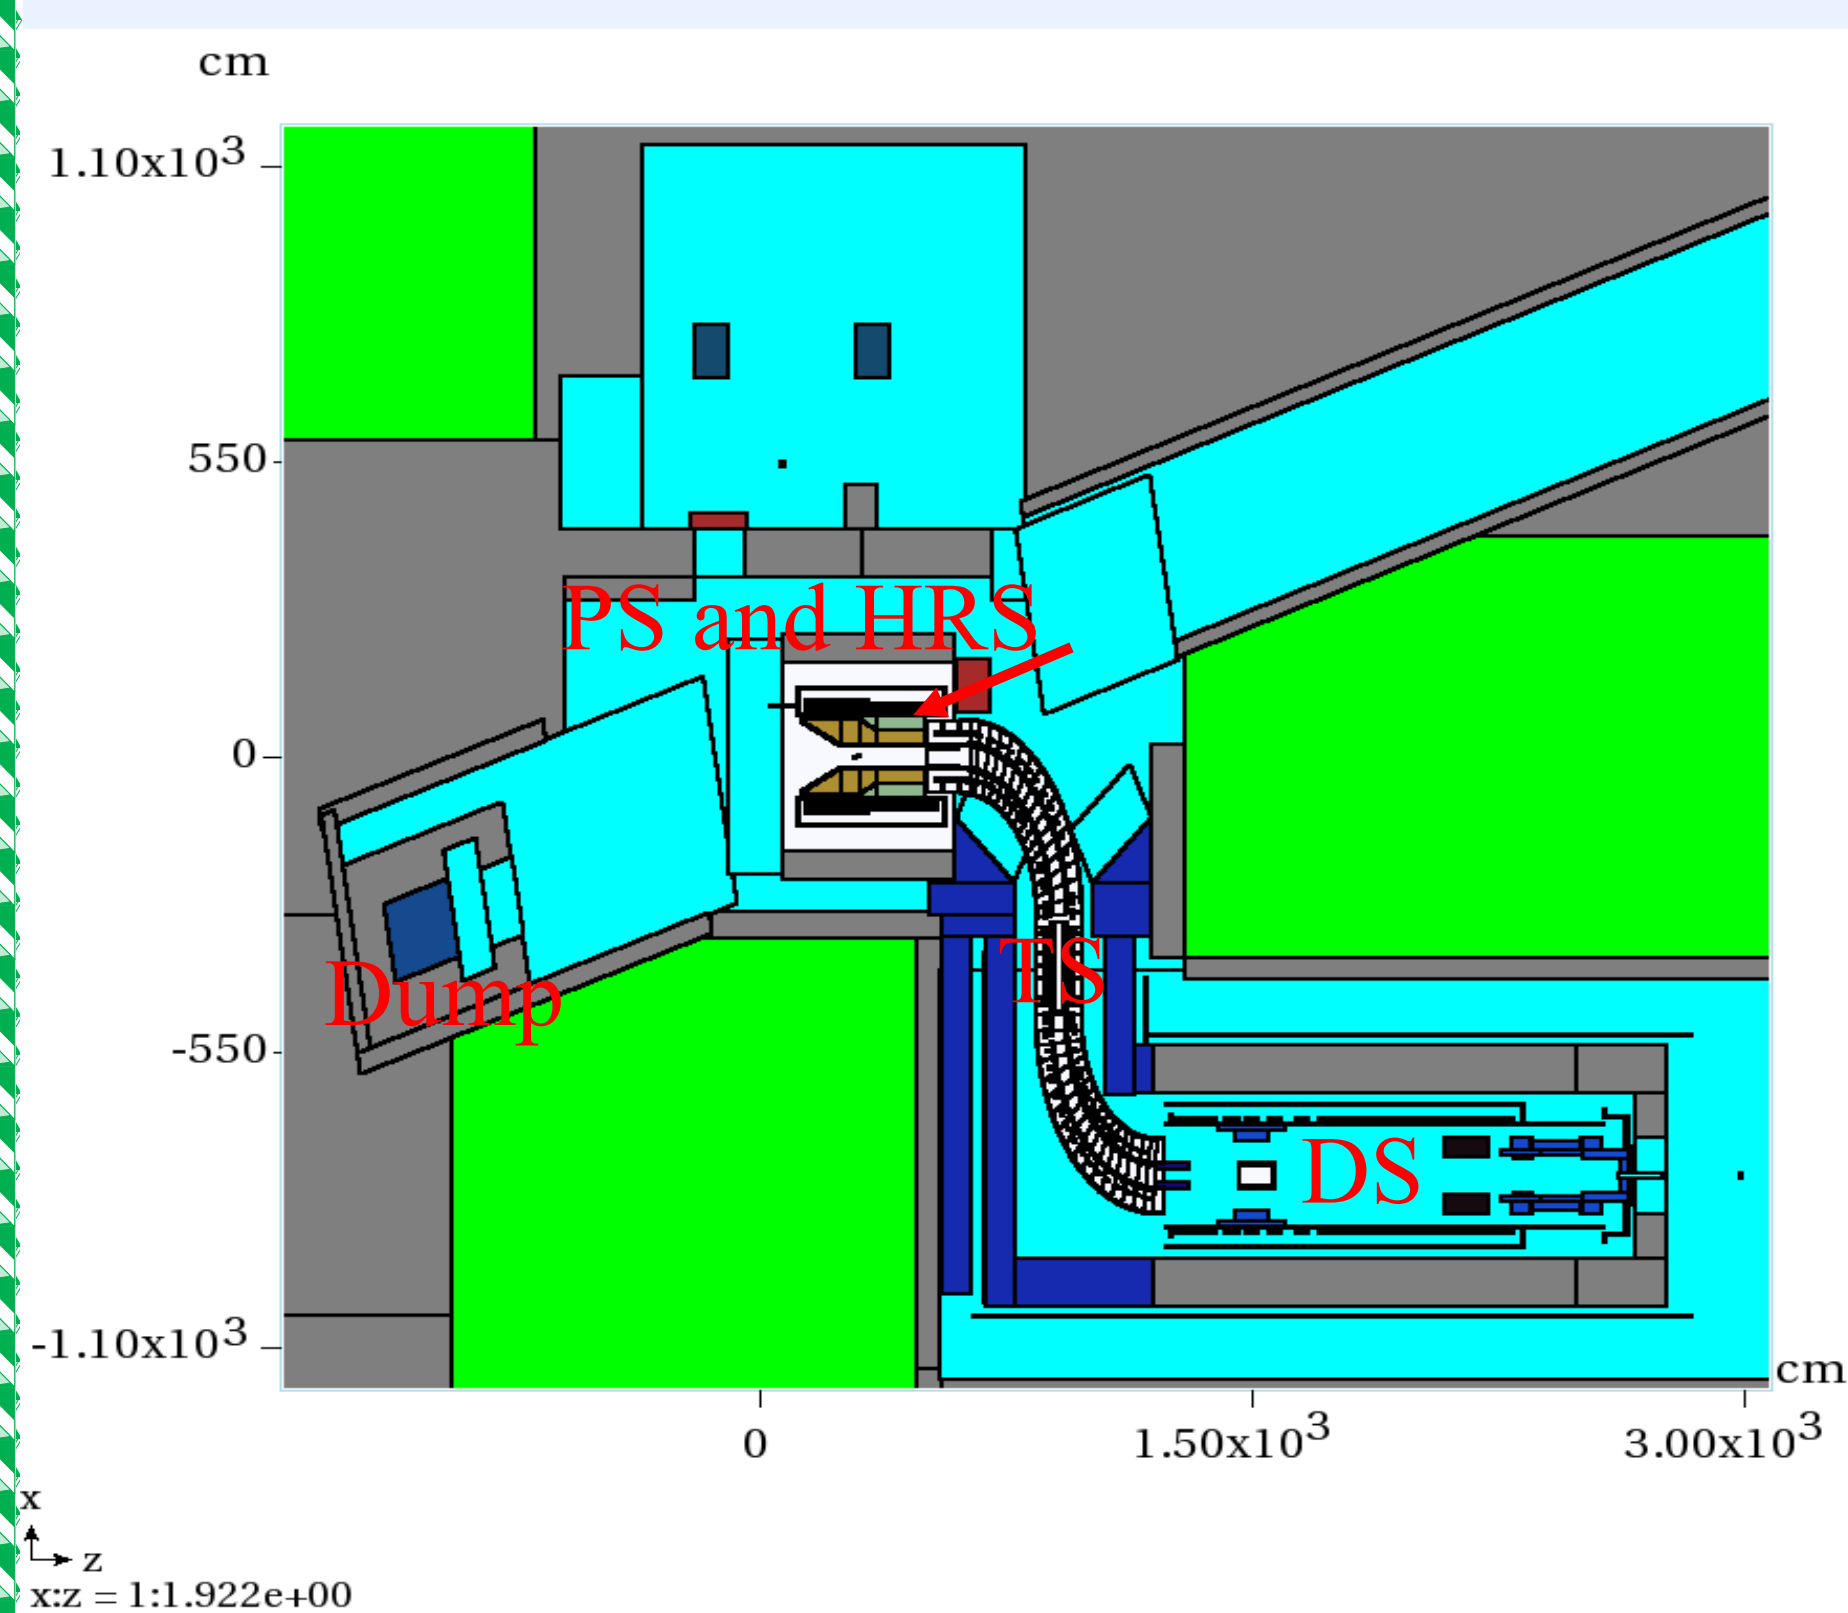 cm
1.10x10³
550
PS and HRS
0
Dump
TS
-550
DS
-1.10x10³
cm
0
1.50x10³
3.00x10³
x
z
x:z = 1:1.922e+00